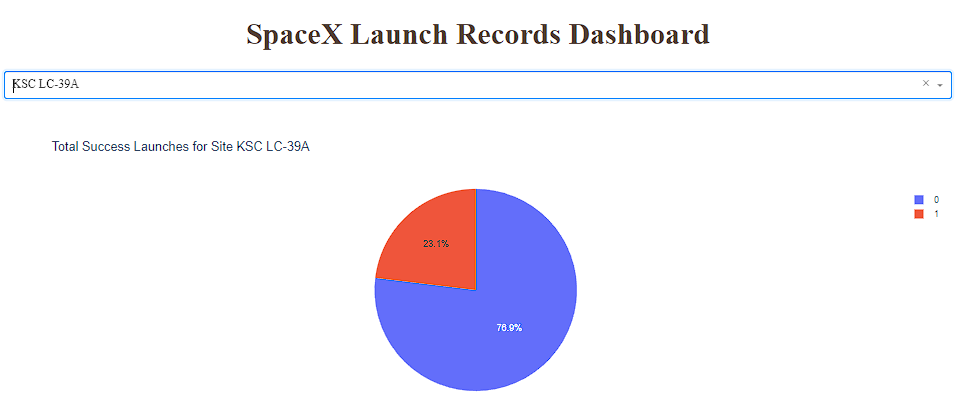 SpaceX Launch Records Dashboard
KSC LC-39A
×
Total Success Launches for Site KSC LC-39A
0
1
23.1%
76.9%